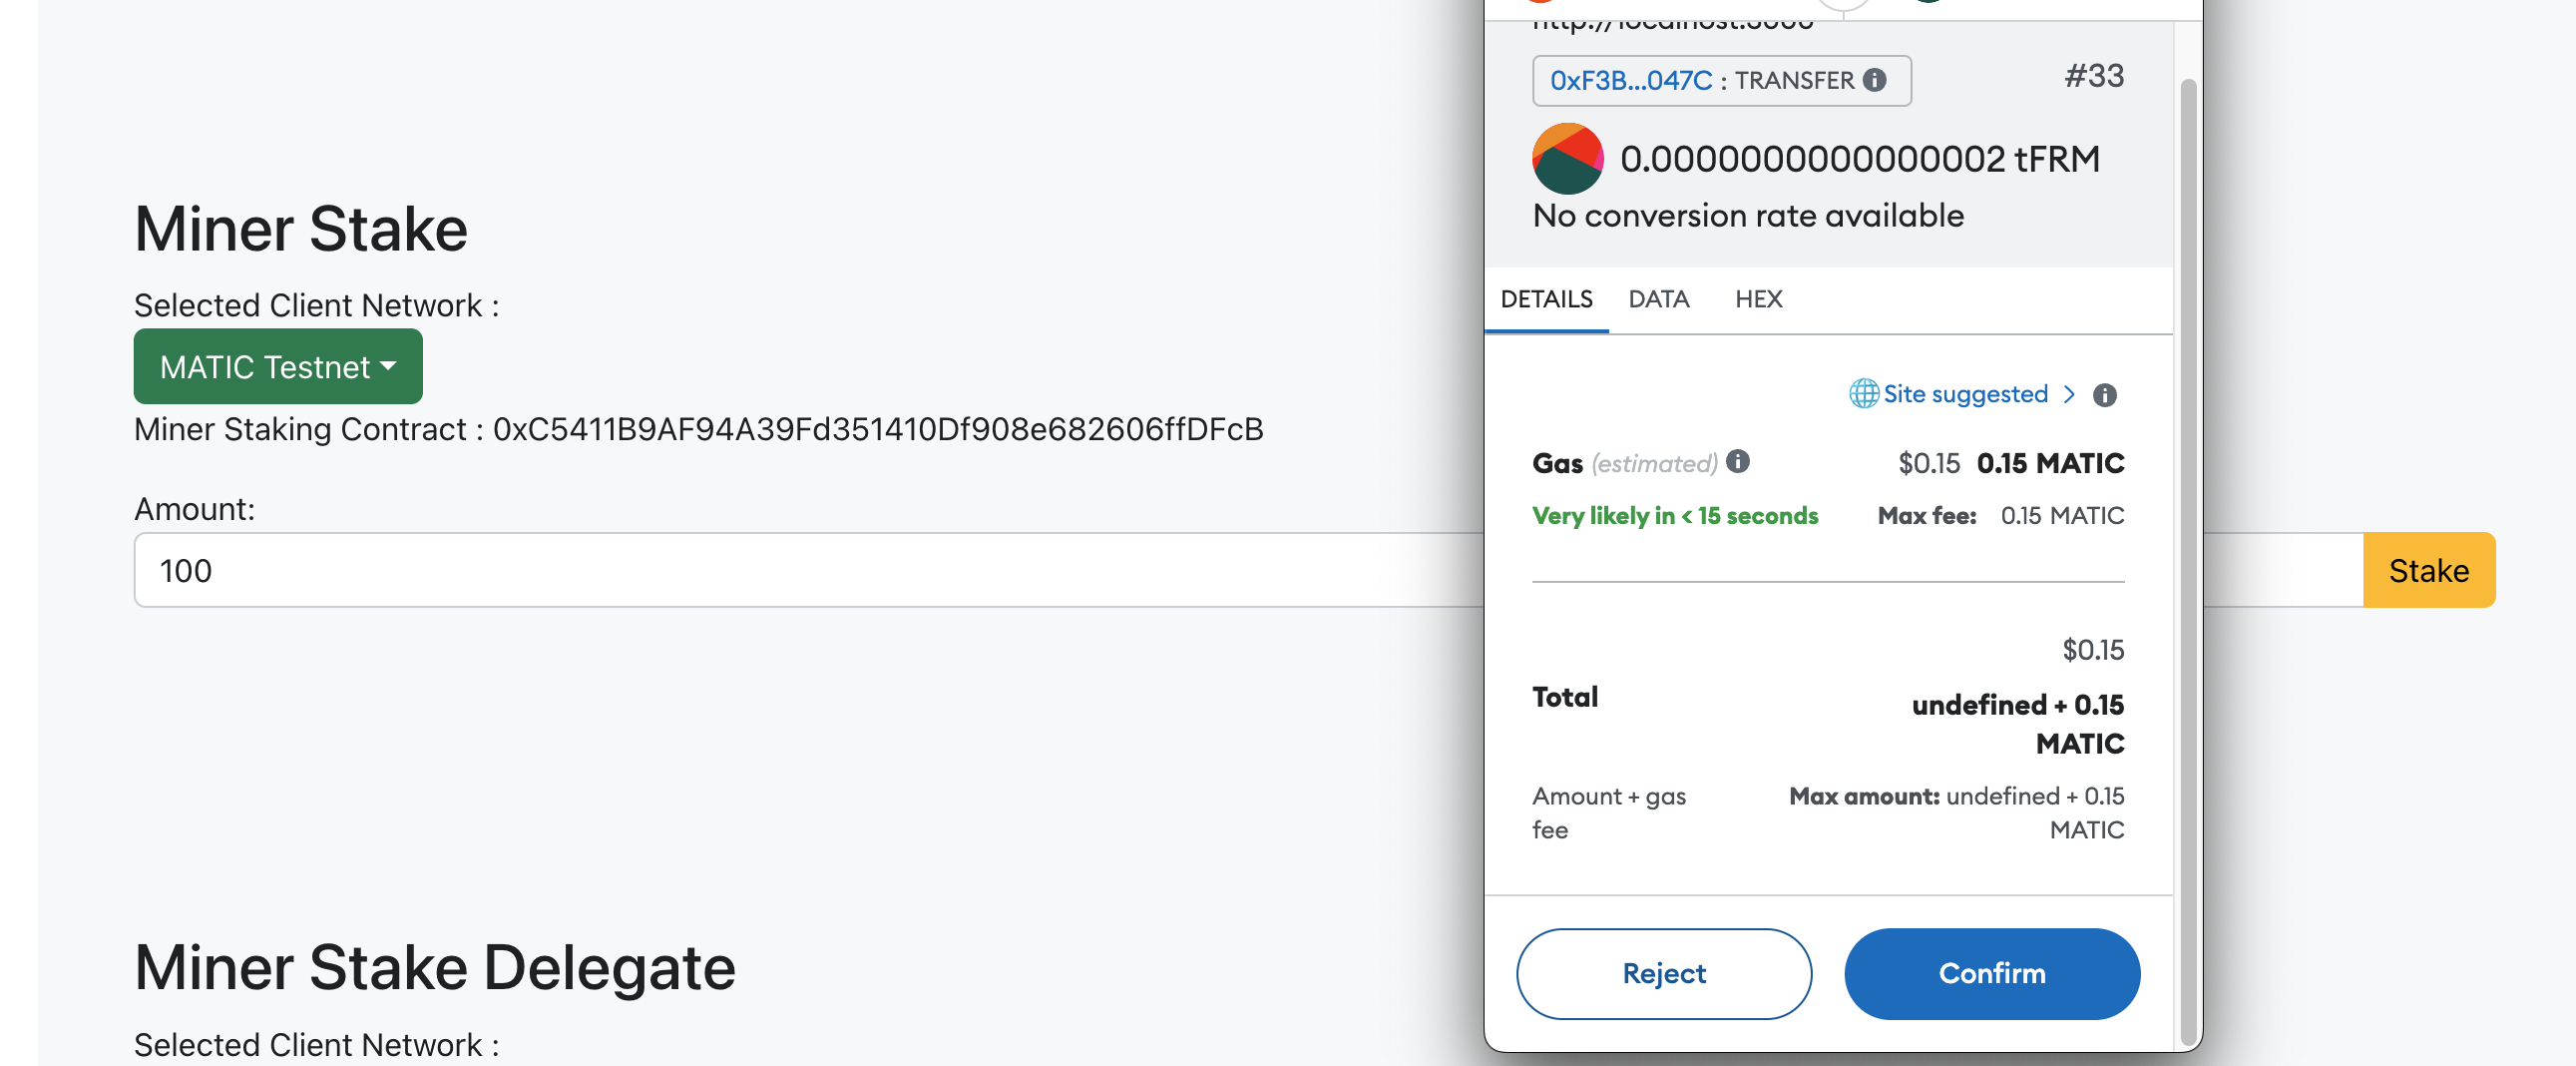 Miner Stake
Selected Client Network :
MATIC Testnet
Miner Staking Contract : 0xC5411B9AF94A39Fd351410Df908e682606ffDFcB
Amount:
100
Stake
Miner Stake Delegate
Selected Client Network :
0xF3B...047C : TRANSFER
#33
0.0000000000000002 tFRM
No conversion rate available
DETAILS DATA HEX
Site suggested >
Gas (estimated) $0.15 0.15 MATIC
Very likely in < 15 seconds Max fee: 0.15 MATIC
$0.15
Total undefined + 0.15
MATIC
Amount + gas Max amount: undefined + 0.15
fee MATIC
Reject Confirm